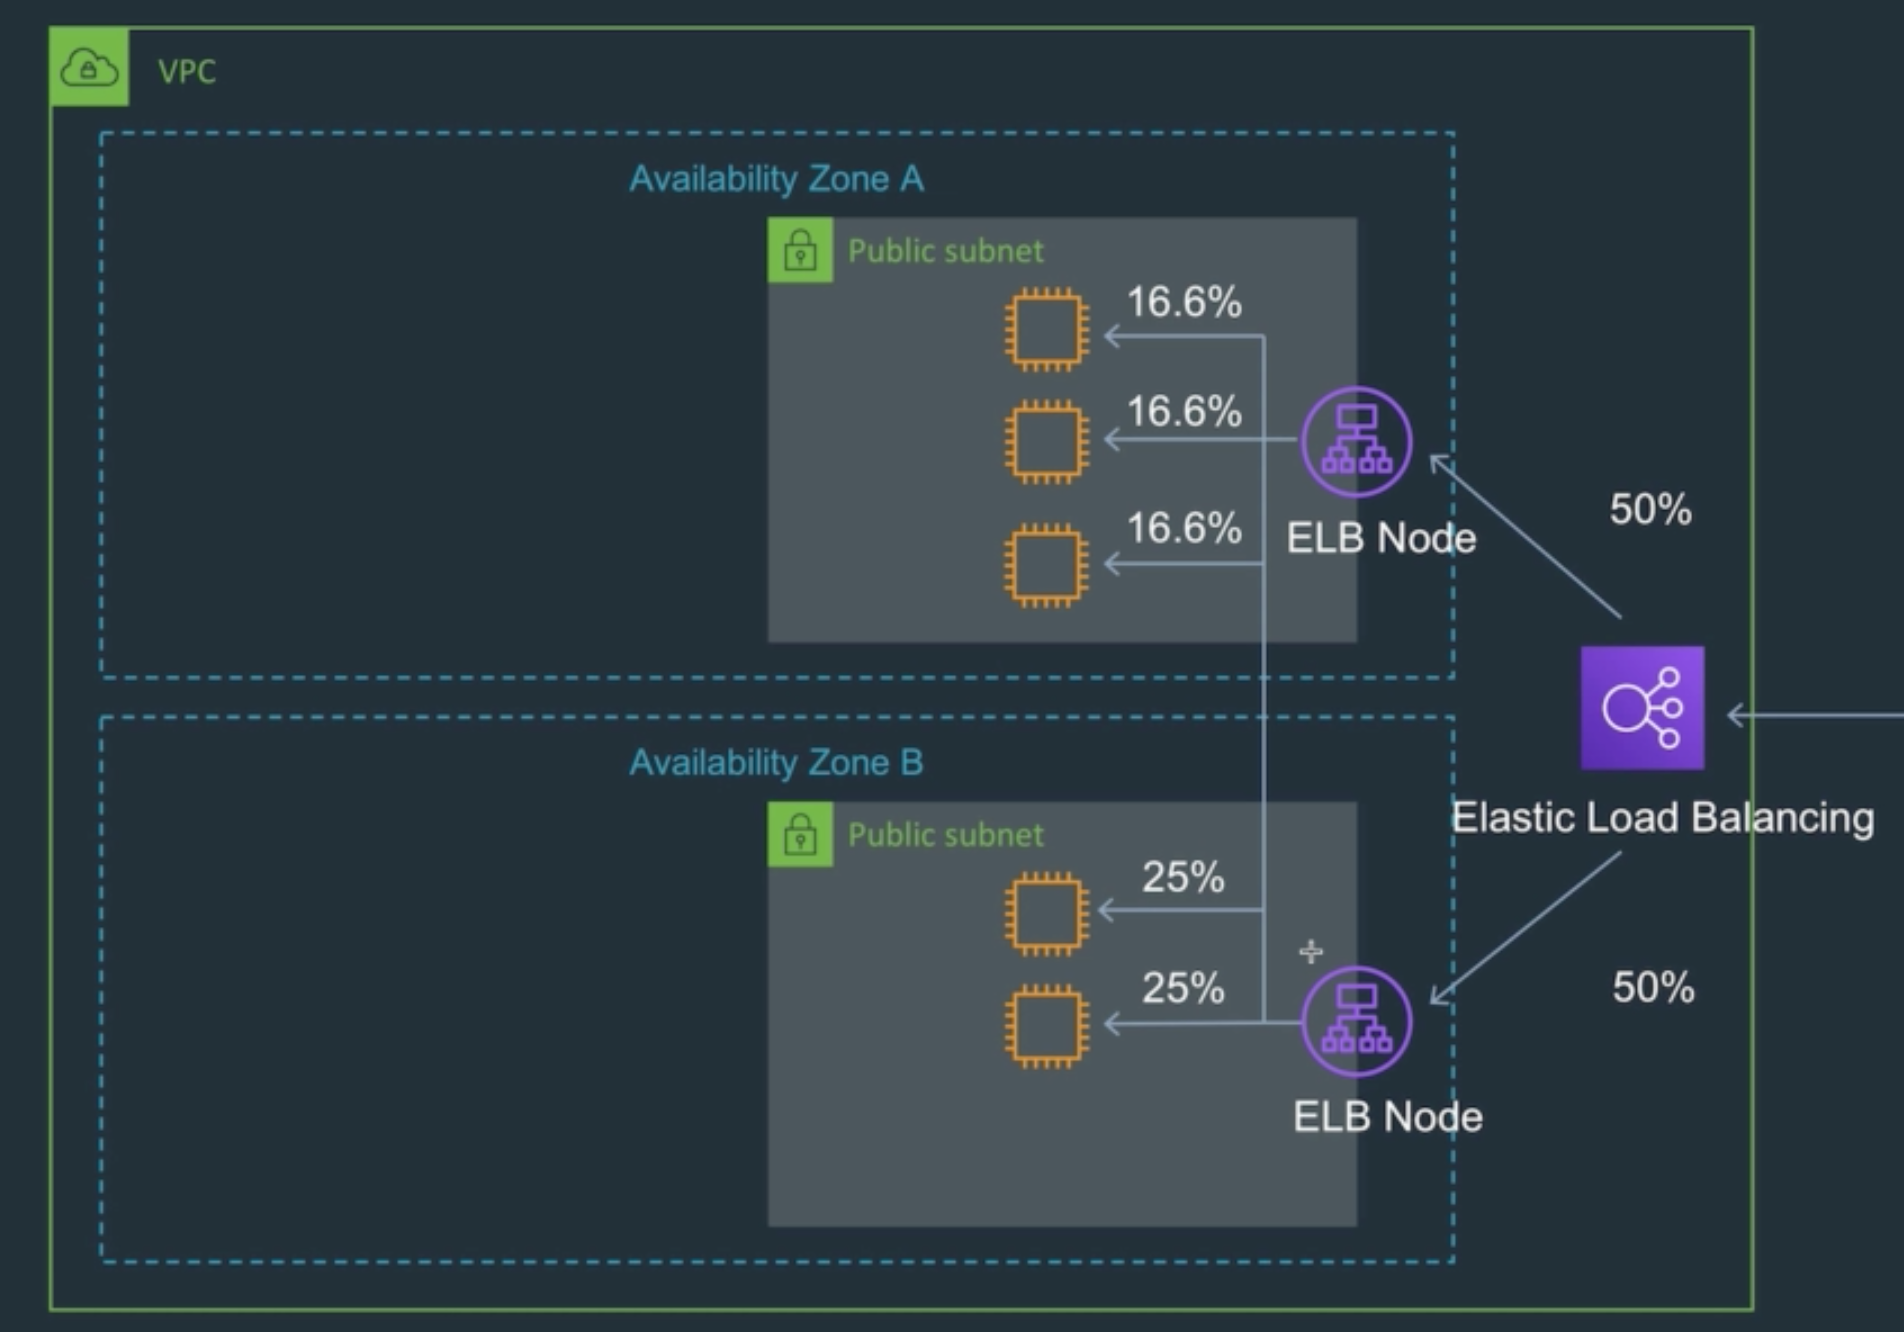 VPC
Availability Zone A
Public subnet
16.6%
16.6%
16.6%
ELB Node
50%
Elastic Load Balancing
Availability Zone B
Public subnet
25%
25%
50%
ELB Node